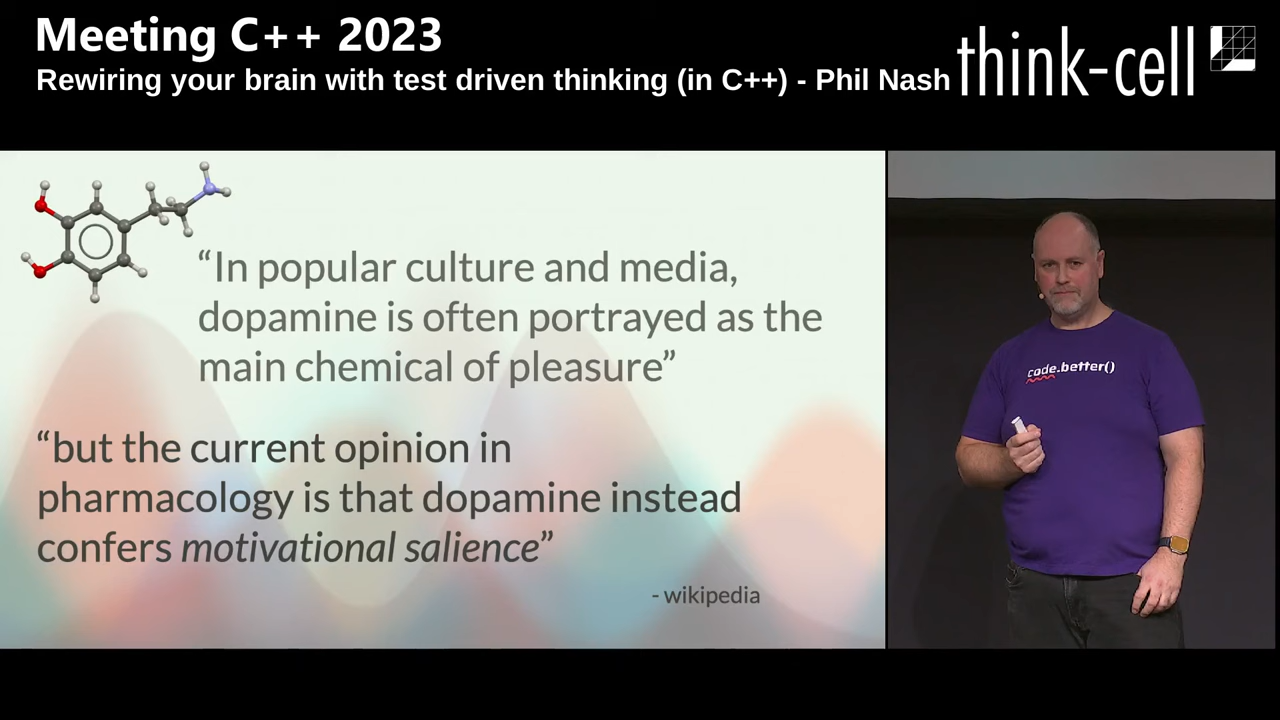 Meeting C++ 2023
Rewiring your brain with test driven thinking (in C++) - Phil Nash
think-cell
“In popular culture and media,
dopamine is often portrayed as the
main chemical of pleasure”
“but the current opinion in
pharmacology is that dopamine instead
confers motivational salience”
- wikipedia
code.better()